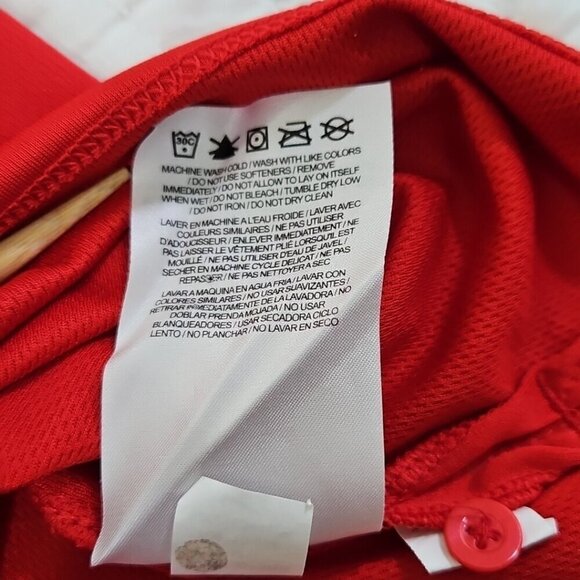 30C
MACHINE WASH COLD / WASH WITH LIKE COLORS
/ DO NOT USE SOFTENERS / REMOVE
IMMEDIATELY / DO NOT ALLOW TO LAY ON ITSELF
WHEN WET / DO NOT BLEACH / TUMBLE DRY LOW
/ DO NOT IRON / DO NOT DRY CLEAN
LAVER EN MACHINE A L'EAU FROIDE / LAVER AVEC
COULEURS SIMILAIRES / NE PAS UTILISER
D'ADOUCISSEUR / ENLEVER IMMEDIATEMENT / NE
PAS LAISSER LE VÊTEMENT PLIÉ LORSQU'IL EST
MOUILLÉ / NE PAS UTILISER D'EAU DE JAVEL /
SECHER EN MACHINE CYCLE DELICAT / NE PAS
REPASSER / NE PAS NETTOYER A SEC
LAVAR A MAQUINA EN AGUA FRIA / LAVAR CON
COLORES SIMILARES / NO USAR SUAVIZANTES /
RETIRAR IMMEDIATAMENTE DE LA LAVADORA / NO
DOBLAR PRENDA MOJADA / NO USAR
BLANQUEADORES / USAR SECADORA CICLO
LENTO / NO PLANCHAR / NO LAVAR EN SECO